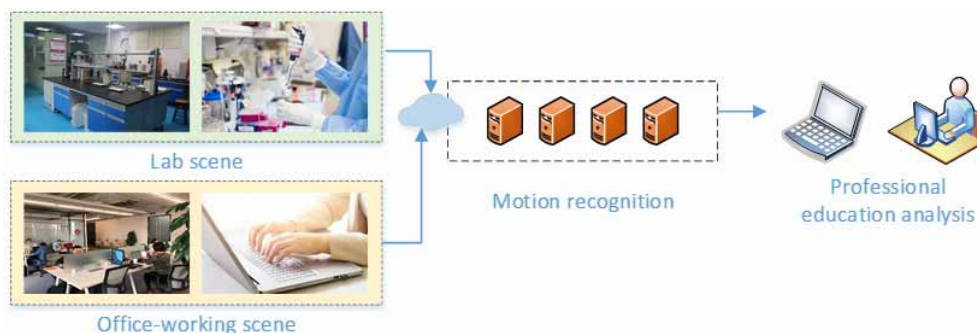 Lab scene
Motion recognition
Professional
education analysis
Office-working scene